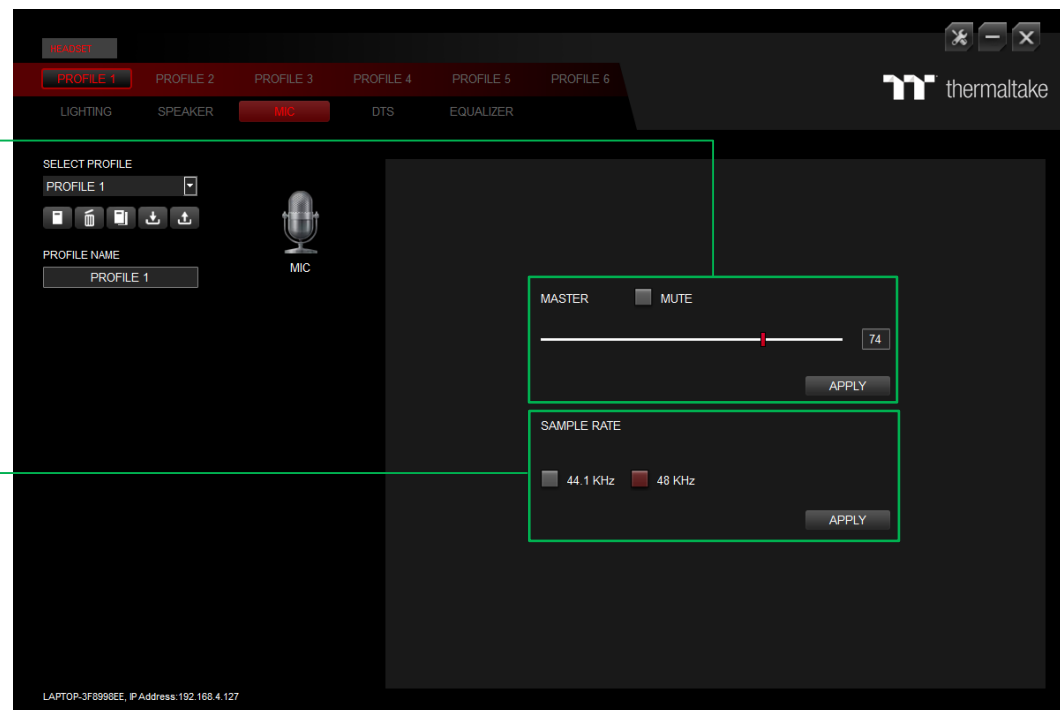 HEADSET
PROFILE 1 PROFILE 2 PROFILE 3 PROFILE 4 PROFILE 5 PROFILE 6
thermaltake
LIGHTING SPEAKER MIC DTS EQUALIZER
SELECT PROFILE
PROFILE 1
PROFILE NAME
PROFILE 1
MIC
MASTER MUTE
74
APPLY
SAMPLE RATE
44.1 KHz 48 KHz
APPLY
LAPTOP-3F8998EE, IP Address:192.168.4.127